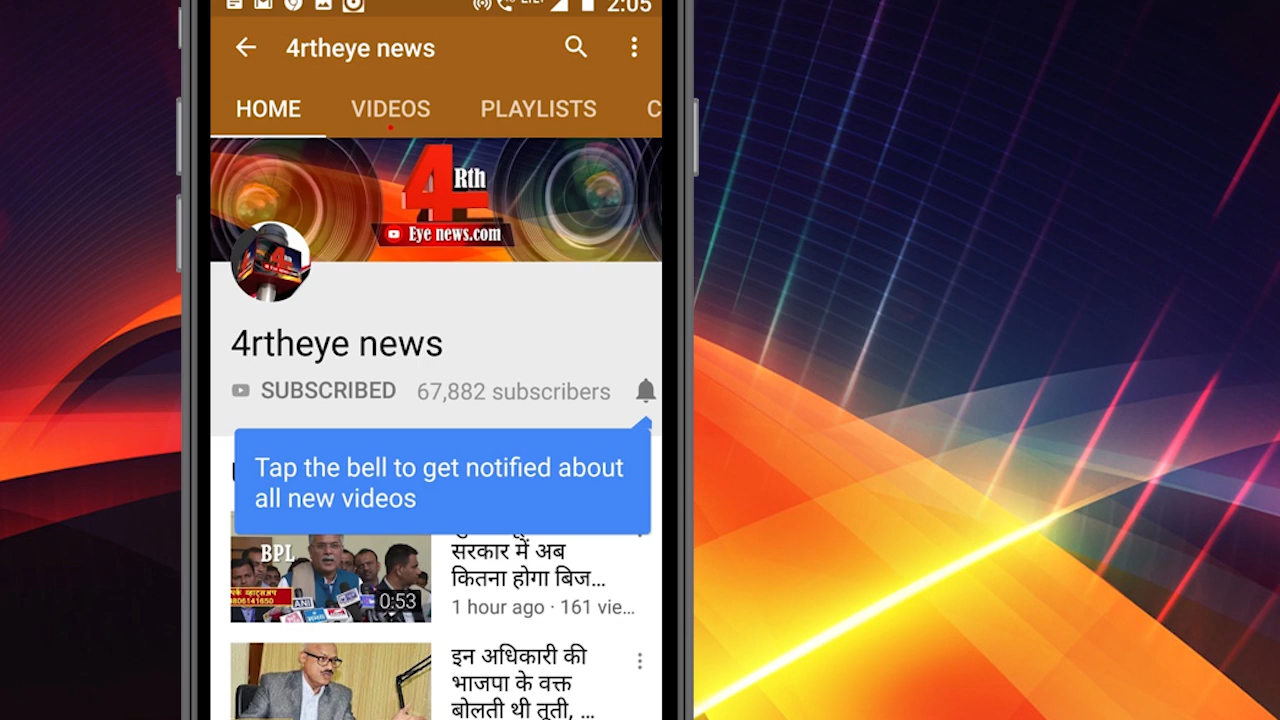 2:05
4rtheye news
HOME VIDEOS PLAYLISTS C
4 Rth
Eye news.com
4rtheye news
SUBSCRIBED 67,882 subscribers
Tap the bell to get notified about
all new videos
BPL
सरकार में अब
कितना होगा बिज...
1 hour ago · 161 vie...
9806141650
ANI
0:53
इन अधिकारी की
भाजपा के वक्त
बोलती थी तूती, ...